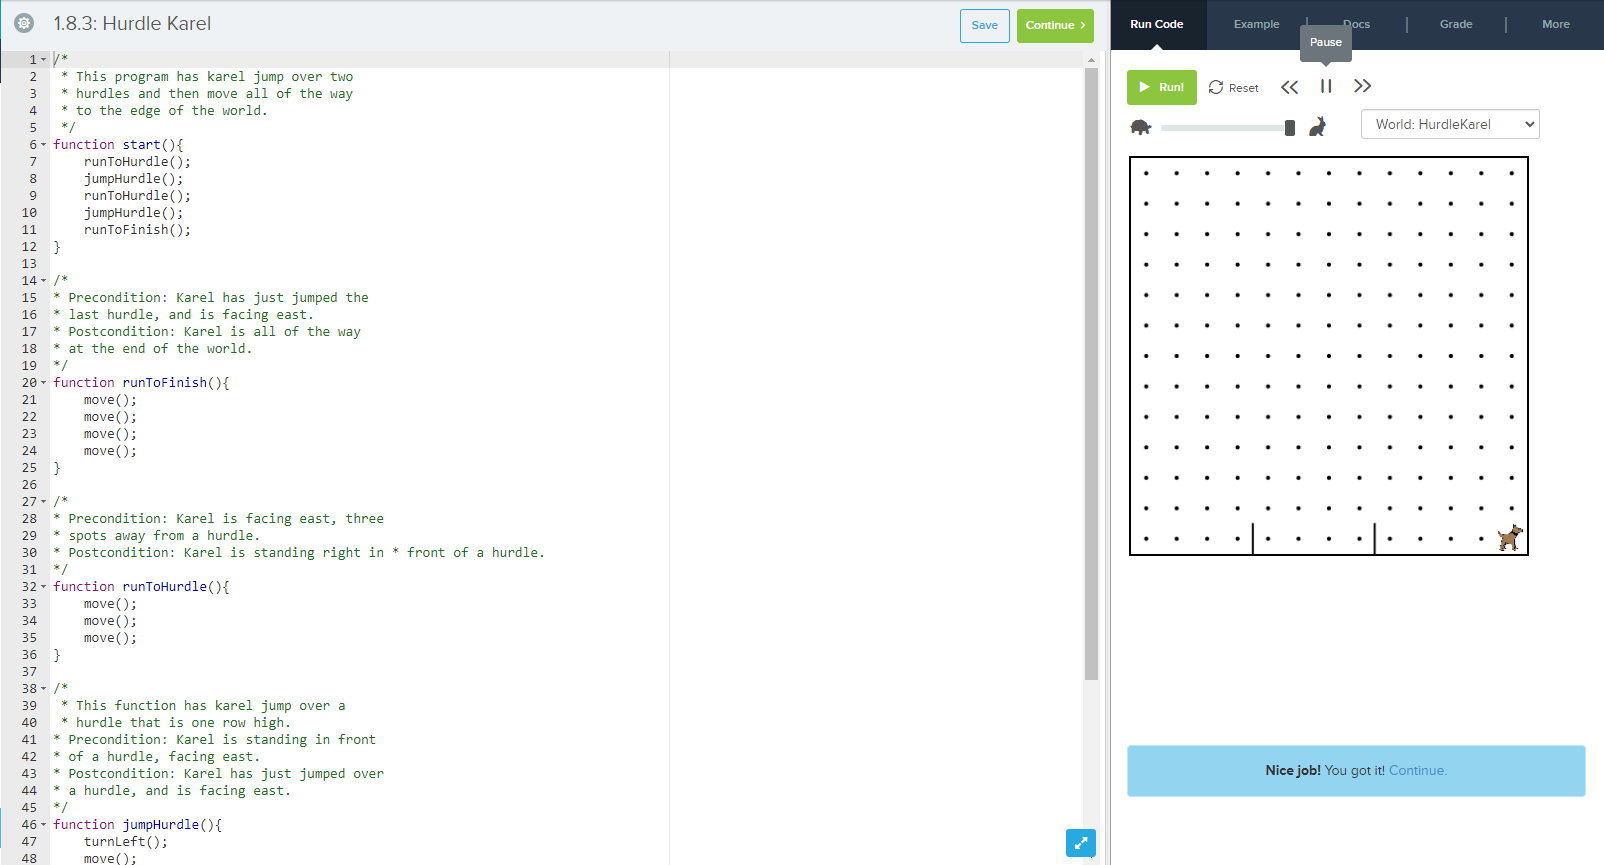 1.8.3: Hurdle Karel
Save
Continue >
Run Code
Example
Docs
Grade
More
Pause
Run!
Reset
World: HurdleKarel
1 /*
2  * This program has karel jump over two
3  * hurdles and then move all of the way
4  * to the edge of the world.
5  */
6 function start(){
7     runToHurdle();
8     jumpHurdle();
9     runToHurdle();
10     jumpHurdle();
11     runToFinish();
12 }
13
14 /*
15 * Precondition: Karel has just jumped the
16 * last hurdle, and is facing east.
17 * Postcondition: Karel is all of the way
18 * at the end of the world.
19 */
20 function runToFinish(){
21     move();
22     move();
23     move();
24     move();
25 }
26
27 /*
28 * Precondition: Karel is facing east, three
29 * spots away from a hurdle.
30 * Postcondition: Karel is standing right in * front of a hurdle.
31 */
32 function runToHurdle(){
33     move();
34     move();
35     move();
36 }
37
38 /*
39  * This function has karel jump over a
40  * hurdle that is one row high.
41 * Precondition: Karel is standing in front
42 * of a hurdle, facing east.
43 * Postcondition: Karel has just jumped over
44 * a hurdle, and is facing east.
45 */
46 function jumpHurdle(){
47     turnLeft();
48     move();
Nice job! You got it! Continue.